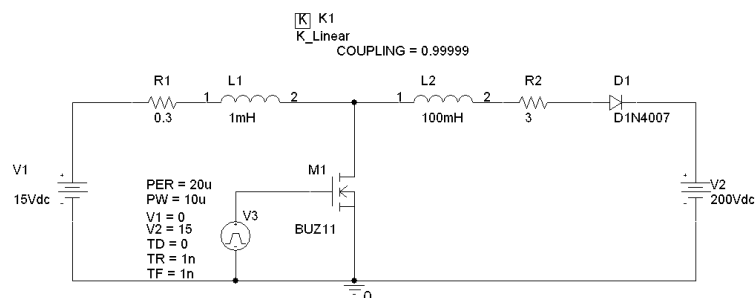 K K1
K_Linear
COUPLING = 0.99999
R1 L1 L2 R2 D1
1 2 1 2
0.3 1mH 100mH 3 D1N4007
V1 M1
PER = 20u
PW = 10u
V1 = 0
V2 = 15
TD = 0
TR = 1n
TF = 1n
15Vdc
V3
BUZ11
V2
200Vdc
0
+
-
+
-